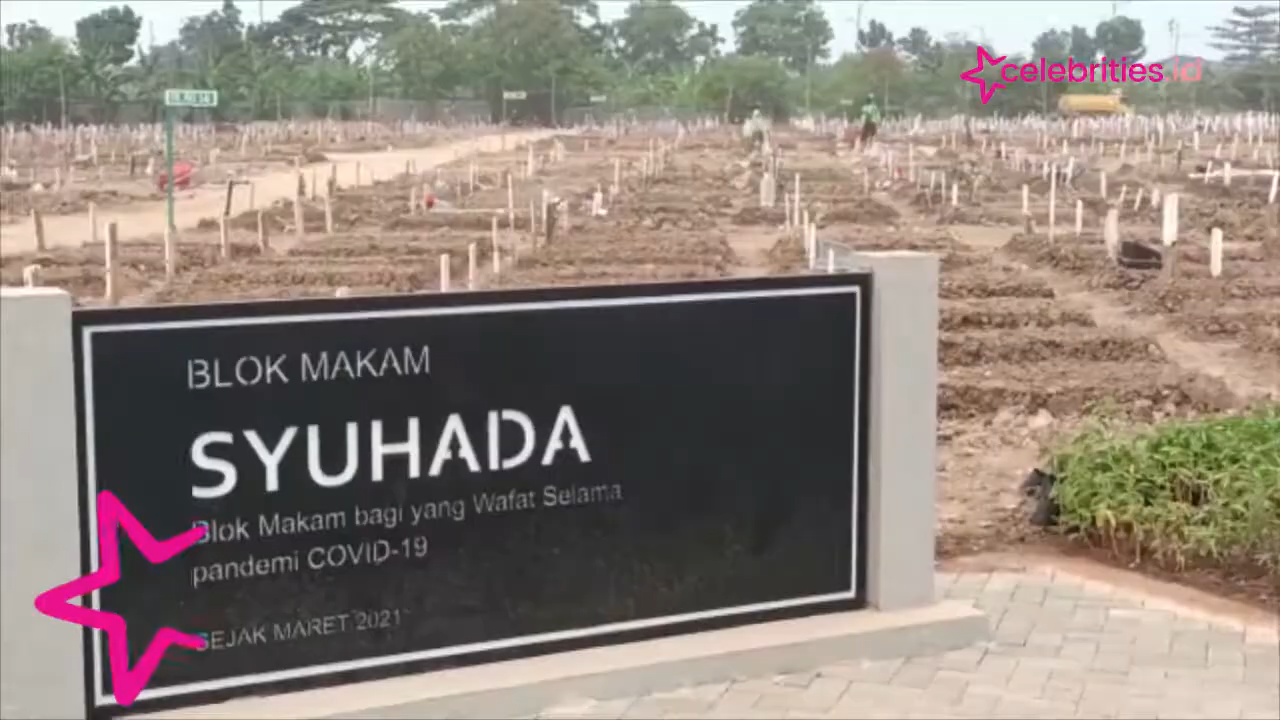 celebrities.id
BLOK MAKAM
SYUHADA
Blok Makam bagi yang Wafat Selama
pandemi COVID-19
SEJAK MARET 2021